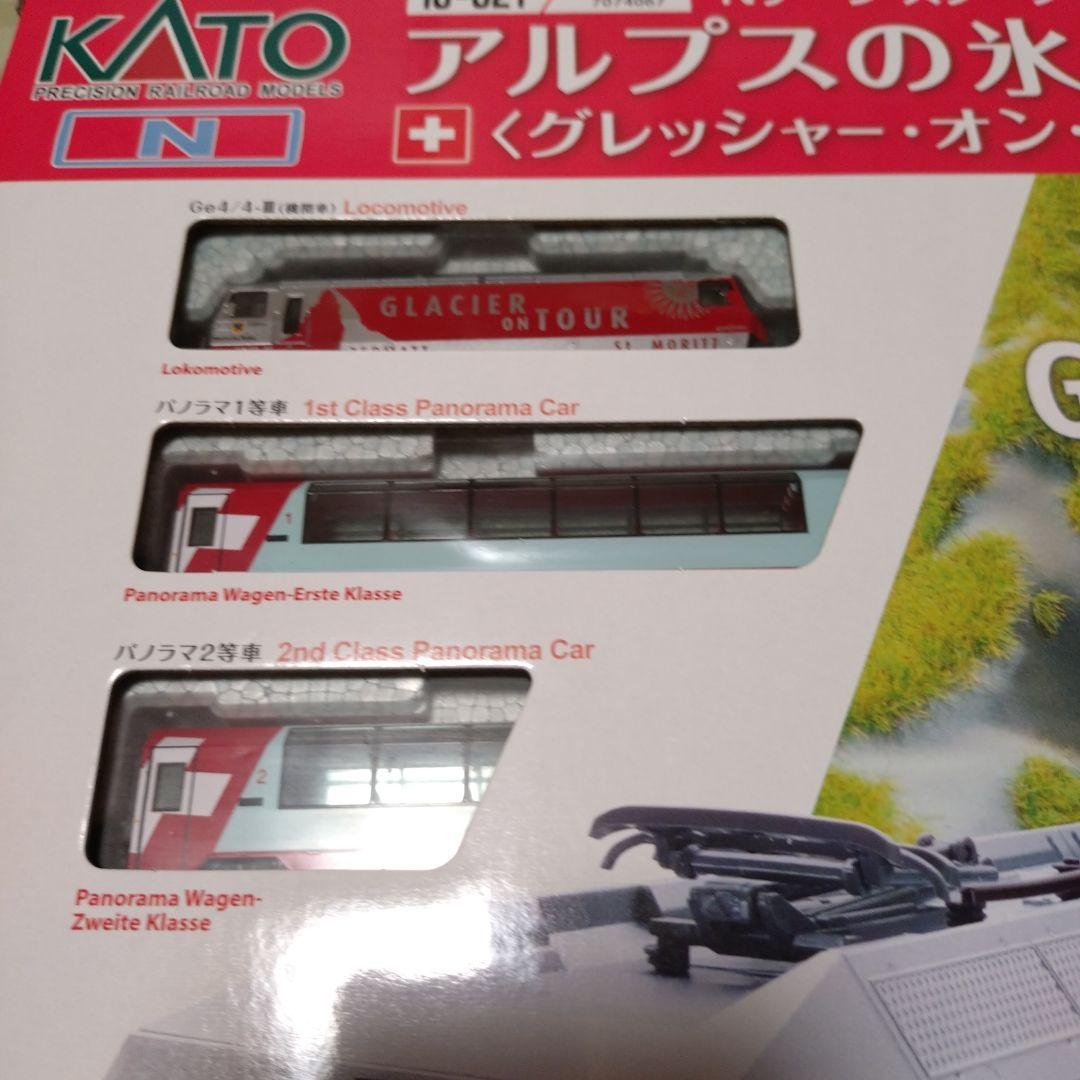 KATO
PRECISION RAILROAD MODELS
N
アルプスの氷
〈グレッシャー・オン・
Ge4/4-Ⅲ(機関車) Locomotive
GLACIER
ON TOUR
ST. MORITZ
Lokomotive
パノラマ1等車 1st Class Panorama Car
1
Panorama Wagen-Erste Klasse
パノラマ2等車 2nd Class Panorama Car
2
Panorama Wagen-
Zweite Klasse
G